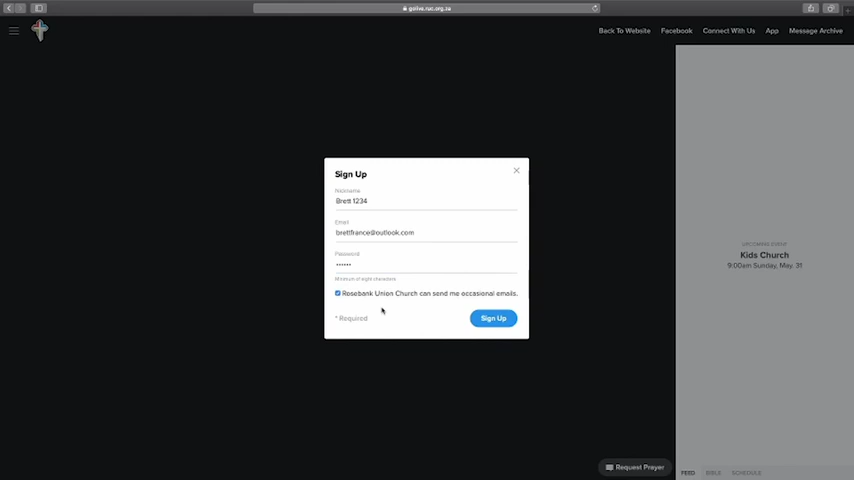 golive.ruc.org.za
Back To Website Facebook Connect With Us App Message Archive
Sign Up
Nickname
Brett 1234
Email
brettfrance@outlook.com
Password
••••••
Minimum of eight characters
Rosebank Union Church can send me occasional emails.
* Required
Sign Up
UPCOMING EVENT
Kids Church
9:00am Sunday, May. 31
Request Prayer
FEED BIBLE SCHEDULE